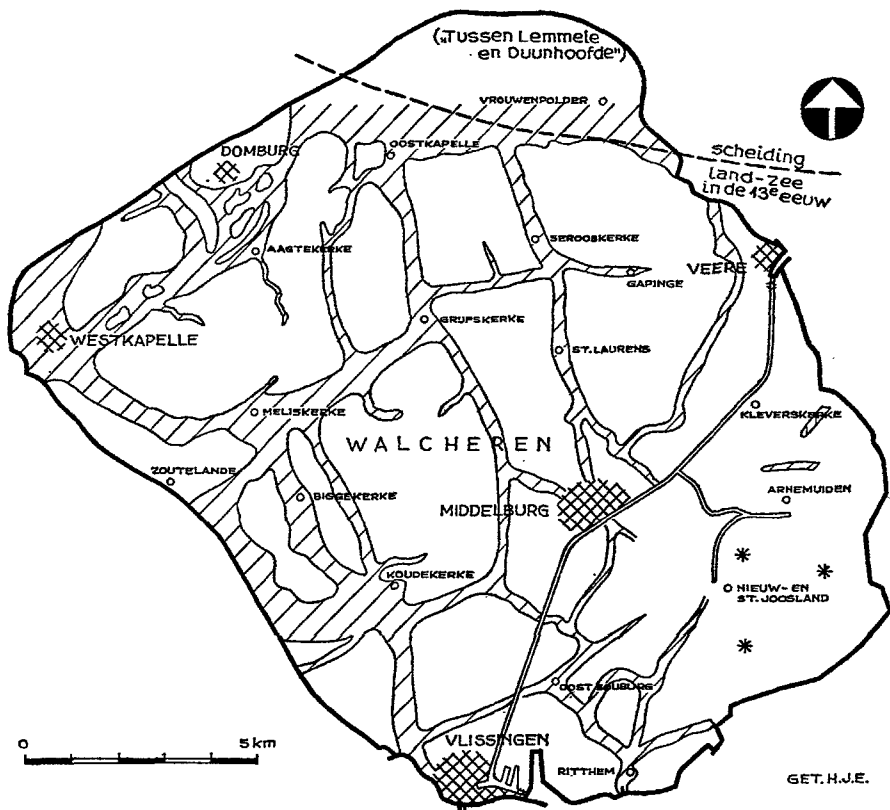 („Tussen Lemmele
en Duunhoofde")
VROUWENPOLDER
DOMBURG
OOSTKAPELLE
scheiding
land-zee
in de 13e eeuw
AAGTEKERKE
SEROOSKERKE
VEERE
GAPINGE
GRIJPSKERKE
WESTKAPELLE
ST. LAURENS
MELISKERKE
KLEVERSKERKE
WALCHEREN
ZOUTELANDE
BIGGEKERKE
MIDDELBURG
ARNEMUIDEN
KOUDEKERKE
NIEUW- EN
ST. JOOSLAND
OOST SOUBURG
VLISSINGEN
0 5 km
RITTHEM
GET. H.J.E.